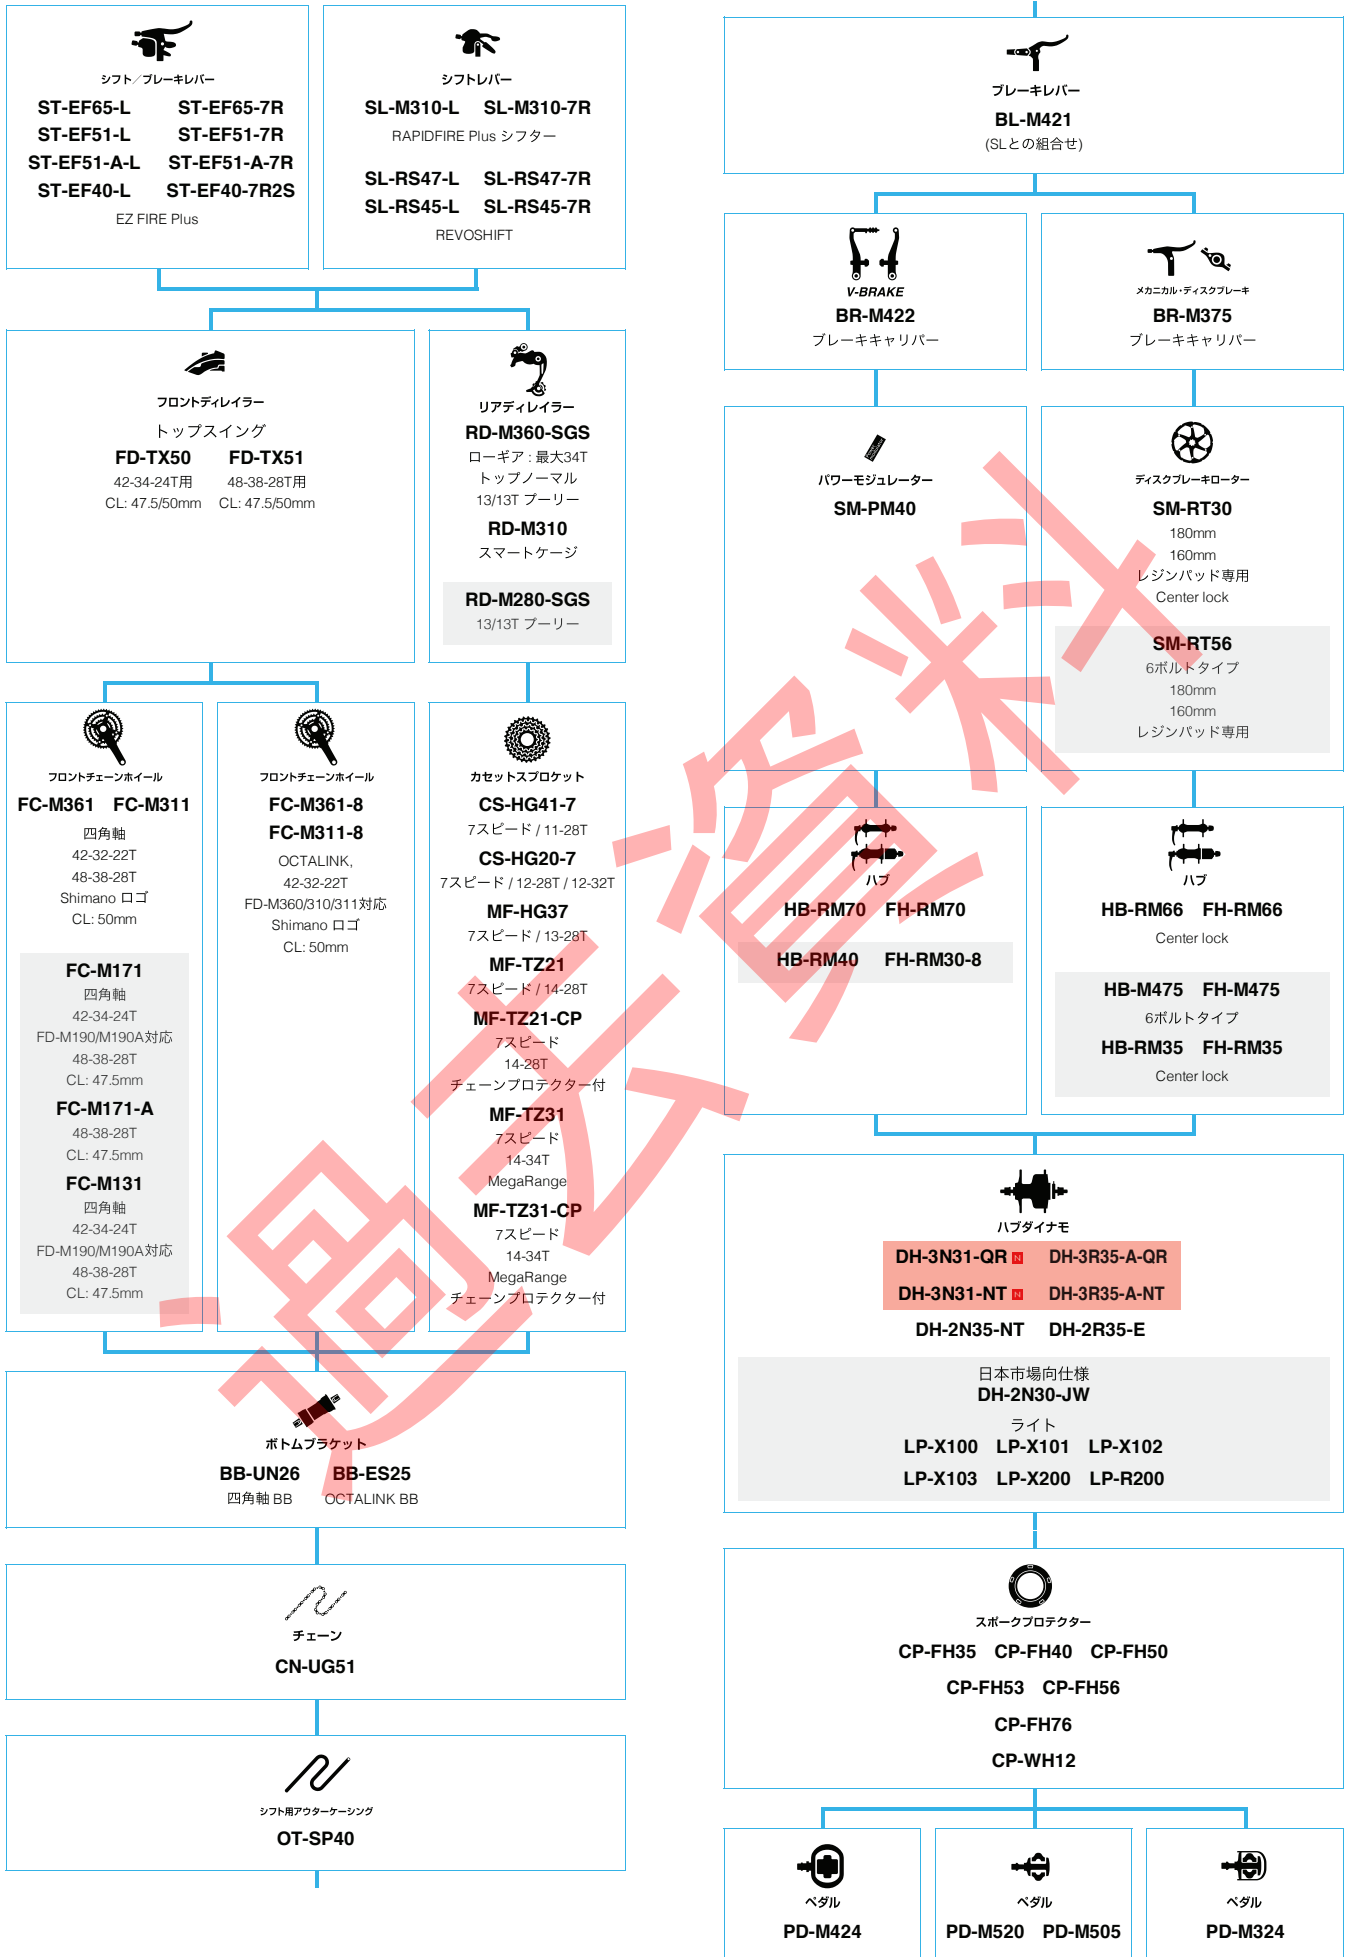 シフト／ブレーキレバー
ST-EF65-L ST-EF65-7R
ST-EF51-L ST-EF51-7R
ST-EF51-A-L ST-EF51-A-7R
ST-EF40-L ST-EF40-7R2S
EZ FIRE Plus
シフトレバー
SL-M310-L SL-M310-7R
RAPIDFIRE Plus シフター
SL-RS47-L SL-RS47-7R
SL-RS45-L SL-RS45-7R
REVOSHIFT
フロントディレイラー
トップスイング
FD-TX50 FD-TX51
42-34-24T用 48-38-28T用
CL: 47.5/50mm CL: 47.5/50mm
リアディレイラー
RD-M360-SGS
ローギア : 最大34T
トップノーマル
13/13T プーリー
RD-M310
スマートケージ
RD-M280-SGS
13/13T プーリー
フロントチェーンホイール
FC-M361 FC-M311
四角軸
42-32-22T
48-38-28T
Shimano ロゴ
CL: 50mm
FC-M171
四角軸
42-34-24T
FD-M190/M190A対応
48-38-28T
CL: 47.5mm
FC-M171-A
48-38-28T
CL: 47.5mm
FC-M131
四角軸
42-34-24T
FD-M190/M190A対応
48-38-28T
CL: 47.5mm
フロントチェーンホイール
FC-M361-8
FC-M311-8
OCTALINK,
42-32-22T
FD-M360/310/311対応
Shimano ロゴ
CL: 50mm
カセットスプロケット
CS-HG41-7
7スピード / 11-28T
CS-HG20-7
7スピード / 12-28T / 12-32T
MF-HG37
7スピード / 13-28T
MF-TZ21
7スピード / 14-28T
MF-TZ21-CP
7スピード
14-28T
チェーンプロテクター付
MF-TZ31
7スピード
14-34T
MegaRange
MF-TZ31-CP
7スピード
14-34T
MegaRange
チェーンプロテクター付
ボトムブラケット
BB-UN26 BB-ES25
四角軸 BB OCTALINK BB
チェーン
CN-UG51
シフト用アウターケーシング
OT-SP40
ブレーキレバー
BL-M421
(SLとの組合せ)
V-BRAKE
BR-M422
ブレーキキャリパー
メカニカル・ディスクブレーキ
BR-M375
ブレーキキャリパー
パワーモジュレーター
SM-PM40
ディスクブレーキローター
SM-RT30
180mm
160mm
レジンパッド専用
Center lock
SM-RT56
6ボルトタイプ
180mm
160mm
レジンパッド専用
ハブ
HB-RM70 FH-RM70
HB-RM40 FH-RM30-8
ハブ
HB-RM66 FH-RM66
Center lock
HB-M475 FH-M475
6ボルトタイプ
HB-RM35 FH-RM35
Center lock
ハブダイナモ
DH-3N31-QR N DH-3R35-A-QR
DH-3N31-NT N DH-3R35-A-NT
DH-2N35-NT DH-2R35-E
日本市場向仕様
DH-2N30-JW
ライト
LP-X100 LP-X101 LP-X102
LP-X103 LP-X200 LP-R200
スポークプロテクター
CP-FH35 CP-FH40 CP-FH50
CP-FH53 CP-FH56
CP-FH76
CP-WH12
ペダル
PD-M424
ペダル
PD-M520 PD-M505
ペダル
PD-M324
過去資料